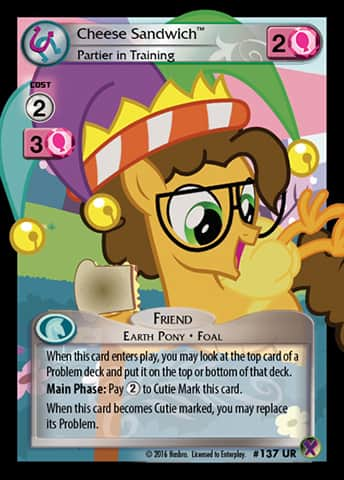 Cheese Sandwich™
Partier in Training
2
COST
2
3
FRIEND
EARTH PONY • FOAL
When this card enters play, you may look at the top card of a
Problem deck and put it on the top or bottom of that deck.
Main Phase: Pay 2 to Cutie Mark this card.
When this card becomes Cutie marked, you may replace
its Problem.
© 2016 Hasbro. Licensed to Enterplay. #137 UR